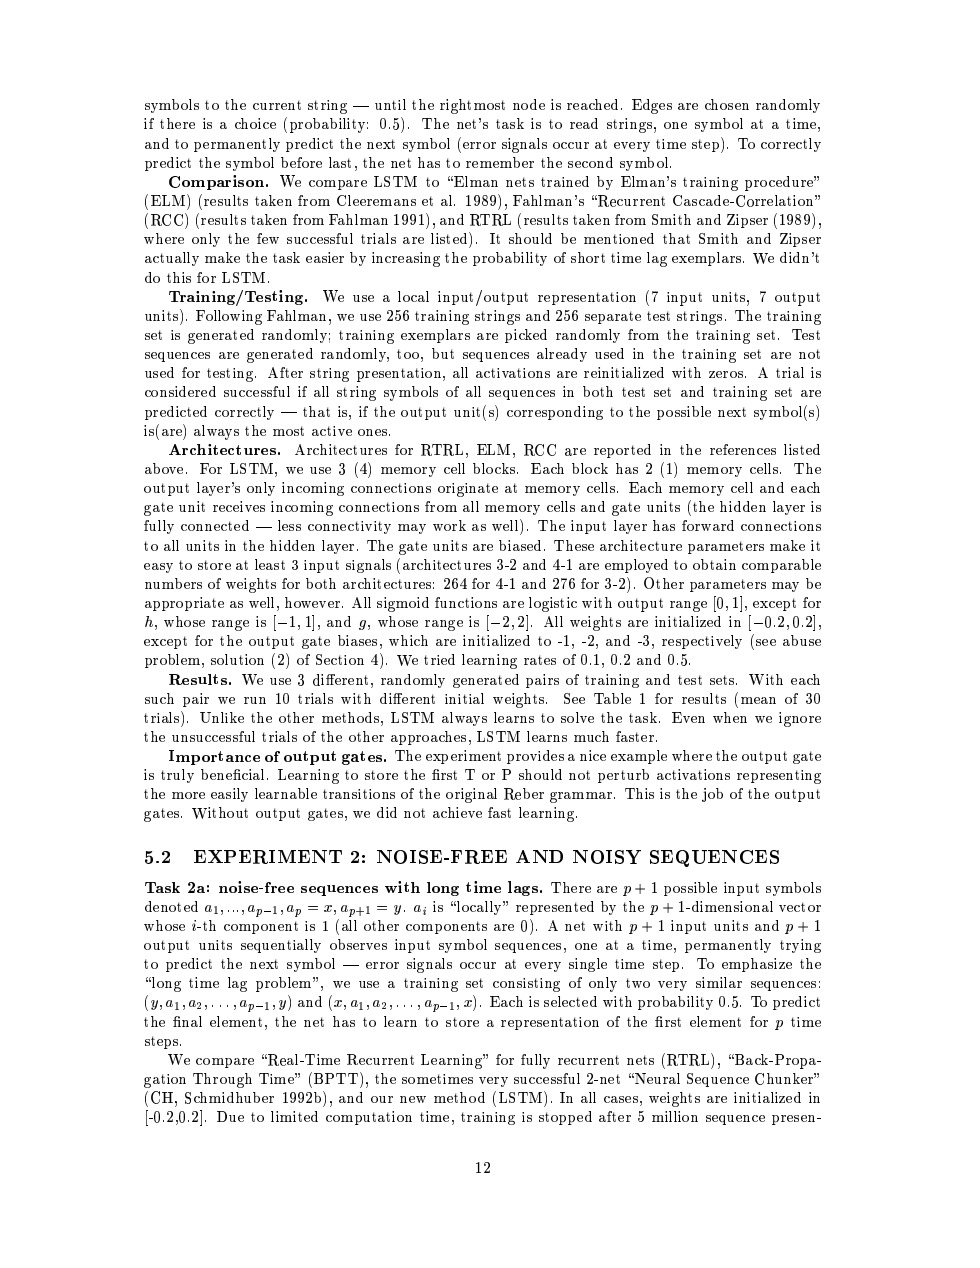 symbols to the current string — until the rightmost node is reached. Edges are chosen randomly
if there is a choice (probability: 0.5). The net's task is to read strings, one symbol at a time,
and to permanently predict the next symbol (error signals occur at every time step). To correctly
predict the symbol before last, the net has to remember the second symbol.
Comparison. We compare LSTM to “Elman nets trained by Elman's training procedure”
(ELM) (results taken from Cleeremans et al. 1989), Fahlman's “Recurrent Cascade-Correlation”
(RCC) (results taken from Fahlman 1991), and RTRL (results taken from Smith and Zipser (1989),
where only the few successful trials are listed). It should be mentioned that Smith and Zipser
actually make the task easier by increasing the probability of short time lag exemplars. We didn't
do this for LSTM.
Training/Testing. We use a local input/output representation (7 input units, 7 output
units). Following Fahlman, we use 256 training strings and 256 separate test strings. The training
set is generated randomly; training exemplars are picked randomly from the training set. Test
sequences are generated randomly, too, but sequences already used in the training set are not
used for testing. After string presentation, all activations are reinitialized with zeros. A trial is
considered successful if all string symbols of all sequences in both test set and training set are
predicted correctly — that is, if the output unit(s) corresponding to the possible next symbol(s)
is(are) always the most active ones.
Architectures. Architectures for RTRL, ELM, RCC are reported in the references listed
above. For LSTM, we use 3 (4) memory cell blocks. Each block has 2 (1) memory cells. The
output layer's only incoming connections originate at memory cells. Each memory cell and each
gate unit receives incoming connections from all memory cells and gate units (the hidden layer is
fully connected — less connectivity may work as well). The input layer has forward connections
to all units in the hidden layer. The gate units are biased. These architecture parameters make it
easy to store at least 3 input signals (architectures 3-2 and 4-1 are employed to obtain comparable
numbers of weights for both architectures: 264 for 4-1 and 276 for 3-2). Other parameters may be
appropriate as well, however. All sigmoid functions are logistic with output range [0, 1], except for
h, whose range is [−1, 1], and g, whose range is [−2, 2]. All weights are initialized in [−0.2, 0.2],
except for the output gate biases, which are initialized to -1, -2, and -3, respectively (see abuse
problem, solution (2) of Section 4). We tried learning rates of 0.1, 0.2 and 0.5.
Results. We use 3 different, randomly generated pairs of training and test sets. With each
such pair we run 10 trials with different initial weights. See Table 1 for results (mean of 30
trials). Unlike the other methods, LSTM always learns to solve the task. Even when we ignore
the unsuccessful trials of the other approaches, LSTM learns much faster.
Importance of output gates. The experiment provides a nice example where the output gate
is truly beneficial. Learning to store the first T or P should not perturb activations representing
the more easily learnable transitions of the original Reber grammar. This is the job of the output
gates. Without output gates, we did not achieve fast learning.
5.2 EXPERIMENT 2: NOISE-FREE AND NOISY SEQUENCES
Task 2a: noise-free sequences with long time lags. There are p + 1 possible input symbols
denoted a₁, ..., aₚ₋₁, aₚ = x, aₚ₊₁ = y. aᵢ is “locally” represented by the p + 1-dimensional vector
whose i-th component is 1 (all other components are 0). A net with p + 1 input units and p + 1
output units sequentially observes input symbol sequences, one at a time, permanently trying
to predict the next symbol — error signals occur at every single time step. To emphasize the
“long time lag problem”, we use a training set consisting of only two very similar sequences:
(y, a₁, a₂, . . . , aₚ₋₁, y) and (x, a₁, a₂, . . . , aₚ₋₁, x). Each is selected with probability 0.5. To predict
the final element, the net has to learn to store a representation of the first element for p time
steps.
We compare “Real-Time Recurrent Learning” for fully recurrent nets (RTRL), “Back-Propa-
gation Through Time” (BPTT), the sometimes very successful 2-net “Neural Sequence Chunker”
(CH, Schmidhuber 1992b), and our new method (LSTM). In all cases, weights are initialized in
[-0.2,0.2]. Due to limited computation time, training is stopped after 5 million sequence presen-
12